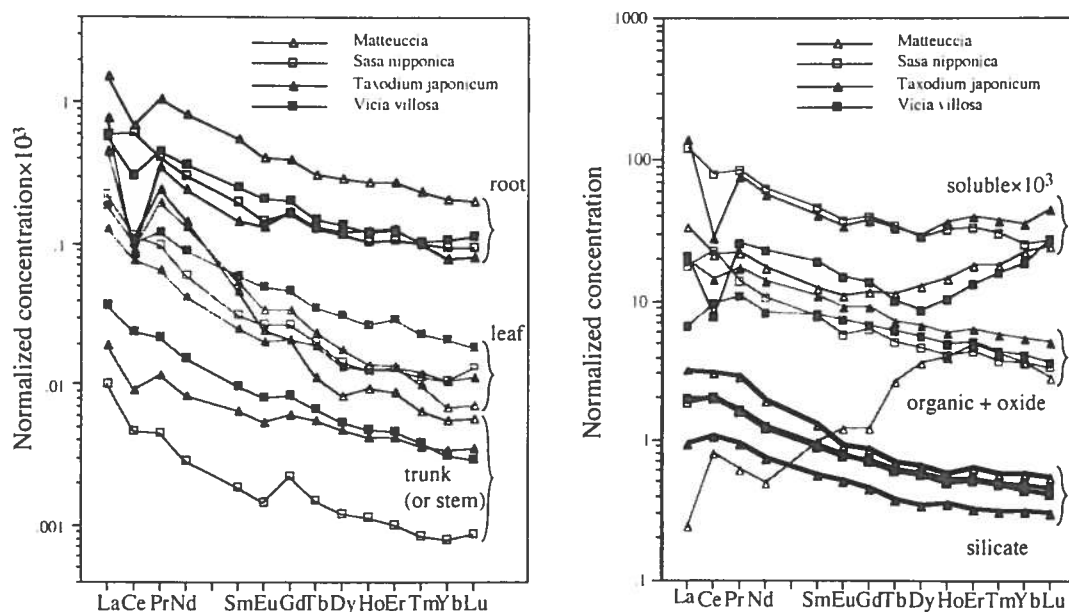 Matteuccia
Sasa nipponica
Taxodium japonicum
Vicia villosa
1
.1
.01
.001
Normalized concentration×10³
root
leaf
trunk
(or stem)
La Ce Pr Nd Sm Eu Gd Tb Dy Ho Er Tm Yb Lu
Matteuccia
Sasa nipponica
Taxodium japonicum
Vicia villosa
1000
100
10
1
.1
Normalized concentration
soluble×10³
organic + oxide
silicate
La Ce Pr Nd Sm Eu Gd Tb Dy Ho Er Tm Yb Lu